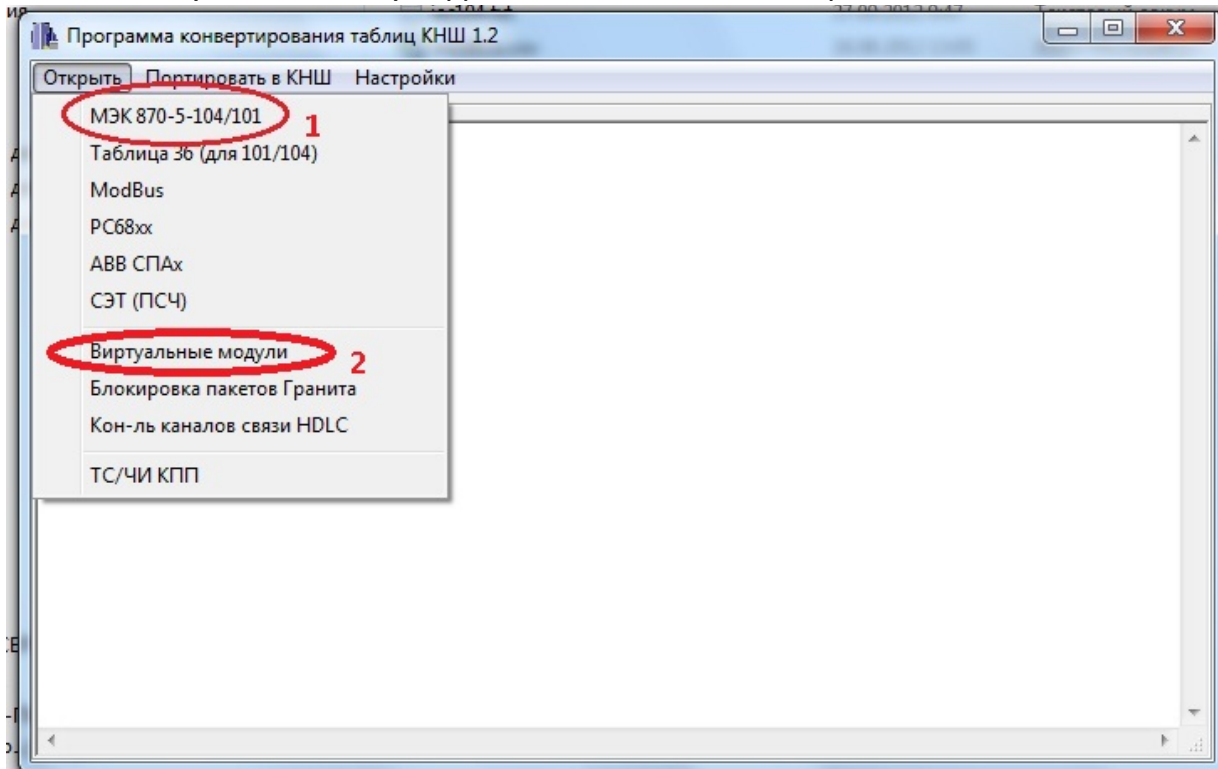 Программа конвертирования таблиц КНШ 1.2
Открыть Портировать в КНШ Настройки
МЭК 870-5-104/101
1
Таблица 36 (для 101/104)
ModBus
РС68хх
ABB СПАх
СЭТ (ПСЧ)
Виртуальные модули
2
Блокировка пакетов Гранита
Кон-ль каналов связи HDLC
ТС/ЧИ КПП